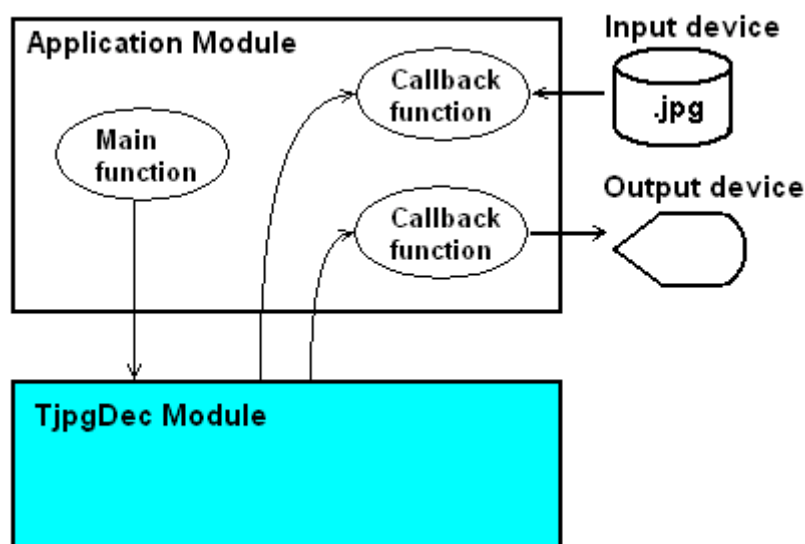 Application Module
Input device
Callback
function
.jpg
Main
function
Output device
Callback
function
TjpgDec Module